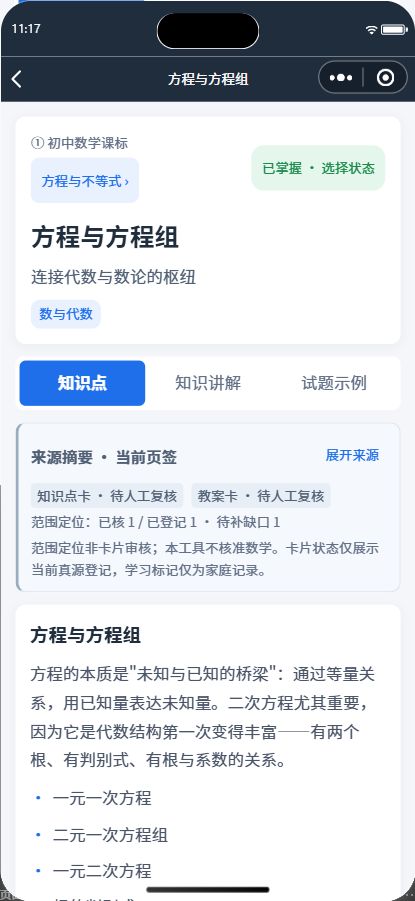 11:17
方程与方程组
① 初中数学课标
方程与不等式 ›
已掌握 · 选择状态
方程与方程组
连接代数与数论的枢纽
数与代数
知识点 知识讲解 试题示例
来源摘要 · 当前页签 展开来源
知识点卡 · 待人工复核 教案卡 · 待人工复核
范围定位：已核 1 / 已登记 1 · 待补缺口 1
范围定位非卡片审核；本工具不核准数学。卡片状态仅展示
当前真源登记，学习标记仅为家庭记录。
方程与方程组
方程的本质是"未知与已知的桥梁"：通过等量关
系，用已知量表达未知量。二次方程尤其重要，
因为它是代数结构第一次变得丰富——有两个
根、有判别式、有根与系数的关系。
• 一元一次方程
• 二元一次方程组
• 一元二次方程